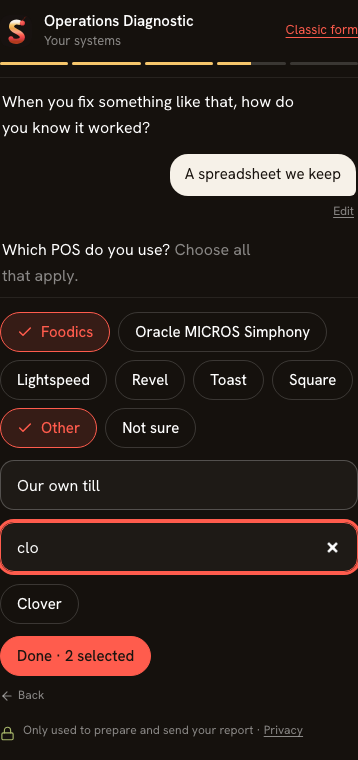 Operations Diagnostic
Your systems
Classic form
When you fix something like that, how do
you know it worked?
A spreadsheet we keep
Edit
Which POS do you use? Choose all
that apply.
Foodics
Oracle MICROS Simphony
Lightspeed
Revel
Toast
Square
Other
Not sure
Our own till
clo
Clover
Done · 2 selected
← Back
Only used to prepare and send your report · Privacy